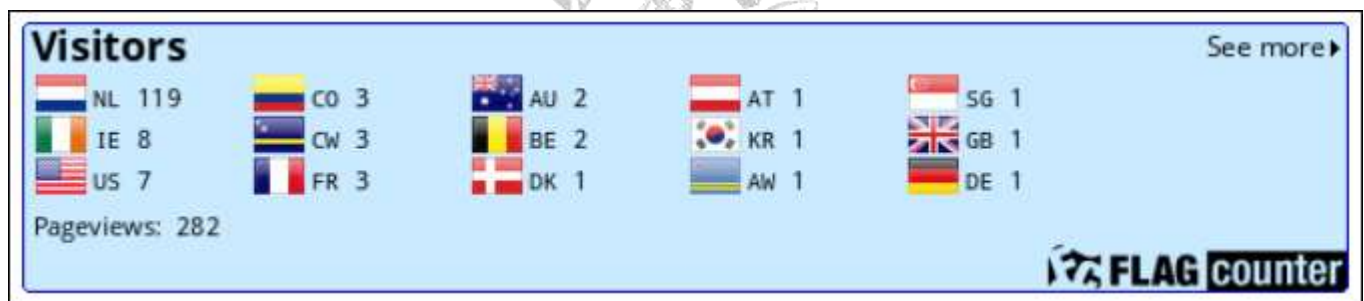 Visitors See more
NL 119 CO 3 AU 2 AT 1 SG 1
IE 8 CW 3 BE 2 KR 1 GB 1
US 7 FR 3 DK 1 AW 1 DE 1
Pageviews: 282
FLAG counter